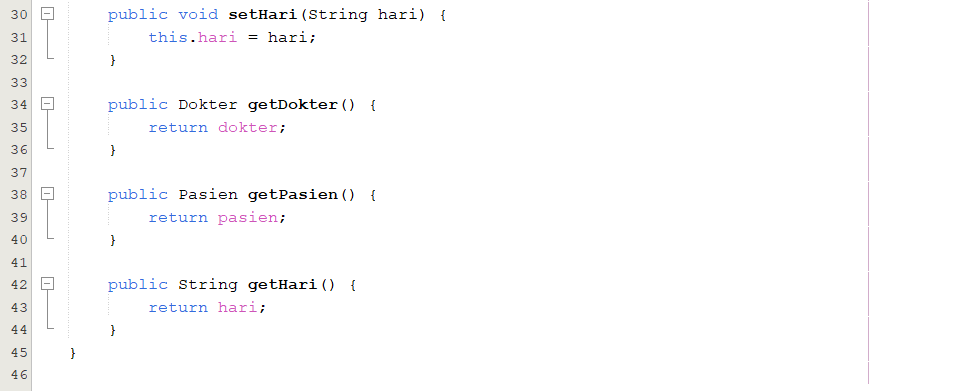 30 public void setHari(String hari) {
31 this.hari = hari;
32 }
33
34 public Dokter getDokter() {
35 return dokter;
36 }
37
38 public Pasien getPasien() {
39 return pasien;
40 }
41
42 public String getHari() {
43 return hari;
44 }
45 }
46